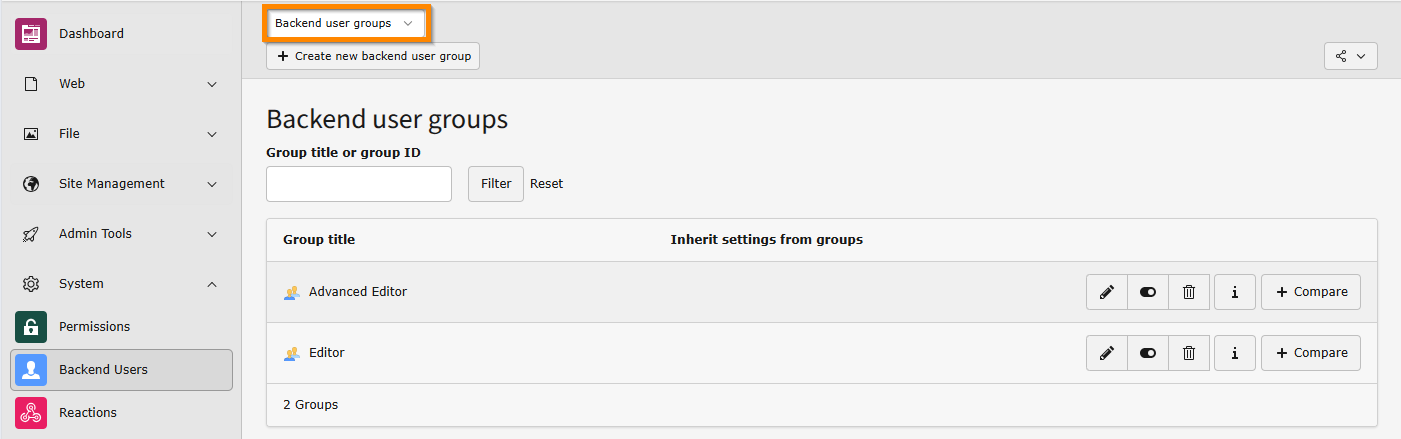 Dashboard
Web
File
Site Management
Admin Tools
System
Permissions
Backend Users
Reactions
Backend user groups
+ Create new backend user group
Backend user groups
Group title or group ID
Filter Reset
Group title Inherit settings from groups
Advanced Editor + Compare
Editor + Compare
2 Groups